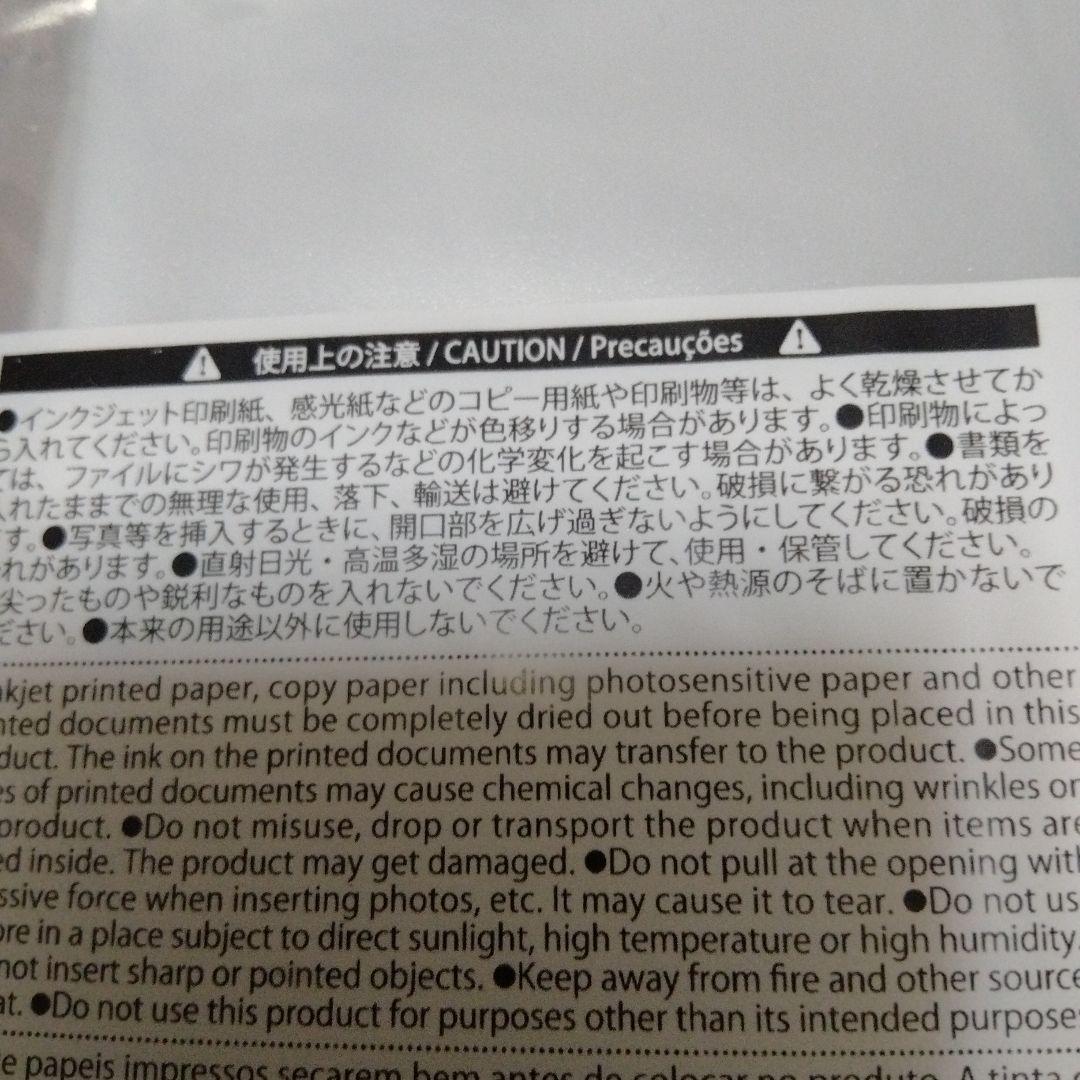 使用上の注意 / CAUTION / Precauções
●インクジェット印刷紙、感光紙などのコピー用紙や印刷物等は、よく乾燥させてか
ら入れてください。印刷物のインクなどが色移りする場合があります。●印刷物によっ
ては、ファイルにシワが発生するなどの化学変化を起こす場合があります。●書類を
入れたままでの無理な使用、落下、輸送は避けてください。破損に繋がる恐れがあり
ます。●写真等を挿入するときに、開口部を広げ過ぎないようにしてください。破損の
れがあります。●直射日光・高温多湿の場所を避けて、使用・保管してください。
尖ったものや鋭利なものを入れないでください。●火や熱源のそばに置かないで
ださい。●本来の用途以外に使用しないでください。
nkjet printed paper, copy paper including photosensitive paper and other
nted documents must be completely dried out before being placed in this
duct. The ink on the printed documents may transfer to the product. ●Some
es of printed documents may cause chemical changes, including wrinkles on
product. ●Do not misuse, drop or transport the product when items are
ed inside. The product may get damaged. ●Do not pull at the opening with
ssive force when inserting photos, etc. It may cause it to tear. ●Do not us
ore in a place subject to direct sunlight, high temperature or high humidity.
not insert sharp or pointed objects. ●Keep away from fire and other source
at. ●Do not use this product for purposes other than its intended purpose
e papeis impressos secarem bem antes de colocar no produto. A tinta